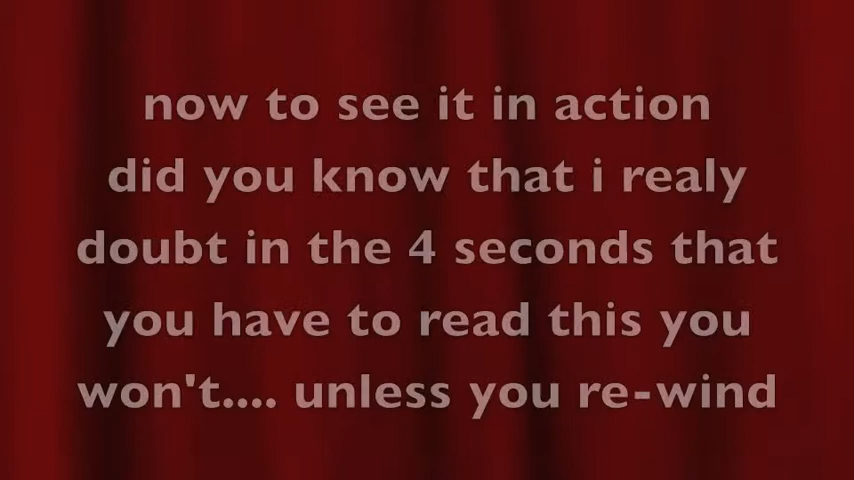 now to see it in action
did you know that i realy
doubt in the 4 seconds that
you have to read this you
won't.... unless you re-wind